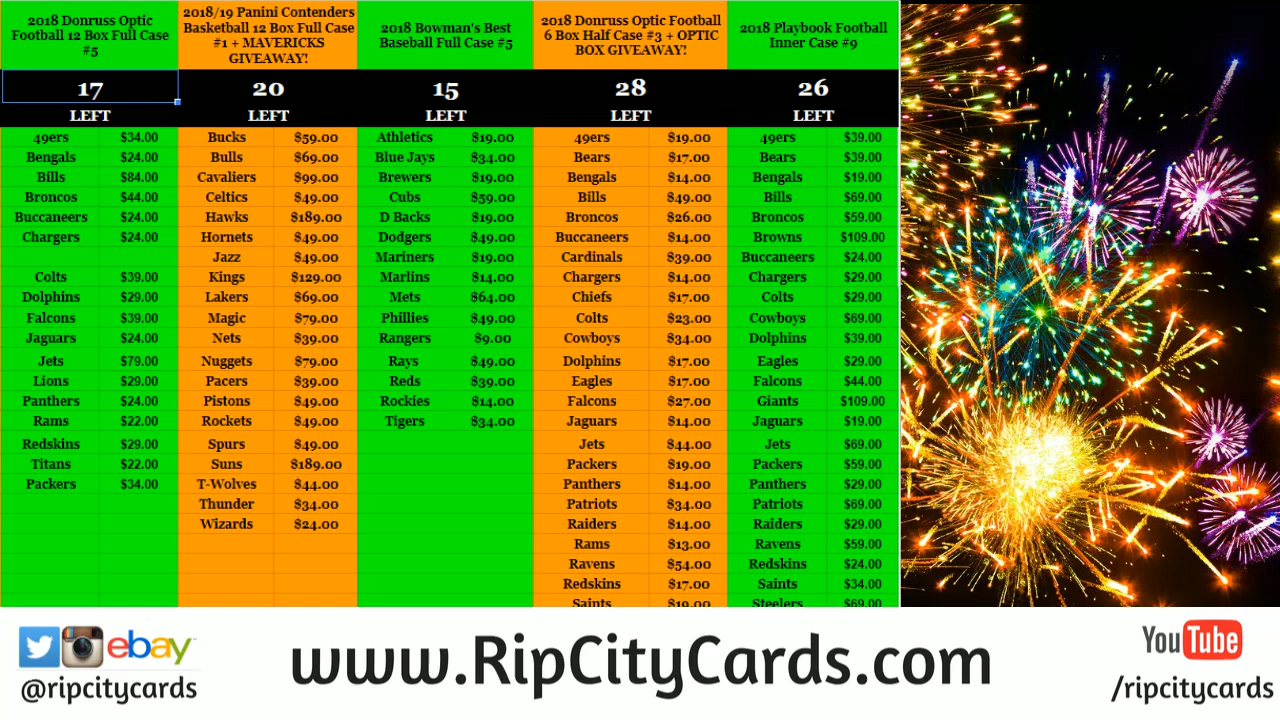 2018 Donruss Optic
Football 12 Box Full Case
#5
2018/19 Panini Contenders
Basketball 12 Box Full Case
#1 + MAVERICKS
GIVEAWAY!
2018 Bowman's Best
Baseball Full Case #5
2018 Donruss Optic Football
6 Box Half Case #3 + OPTIC
BOX GIVEAWAY!
2018 Playbook Football
Inner Case #9
17 20 15 28 26
LEFT LEFT LEFT LEFT LEFT
49ers $34.00 Bucks $59.00 Athletics $19.00 49ers $19.00 49ers $39.00
Bengals $24.00 Bulls $69.00 Blue Jays $34.00 Bears $17.00 Bears $39.00
Bills $84.00 Cavaliers $99.00 Brewers $19.00 Bengals $14.00 Bengals $19.00
Broncos $44.00 Celtics $49.00 Cubs $59.00 Bills $49.00 Bills $69.00
Buccaneers $24.00 Hawks $189.00 D Backs $19.00 Broncos $26.00 Broncos $59.00
Chargers $24.00 Hornets $49.00 Dodgers $49.00 Buccaneers $14.00 Browns $109.00
Jazz $49.00 Mariners $19.00 Cardinals $39.00 Buccaneers $24.00
Colts $39.00 Kings $129.00 Marlins $14.00 Chargers $14.00 Chargers $29.00
Dolphins $29.00 Lakers $69.00 Mets $64.00 Chiefs $17.00 Colts $29.00
Falcons $39.00 Magic $79.00 Phillies $49.00 Colts $23.00 Cowboys $69.00
Jaguars $24.00 Nets $39.00 Rangers $9.00 Cowboys $34.00 Dolphins $39.00
Jets $79.00 Nuggets $79.00 Rays $49.00 Dolphins $17.00 Eagles $29.00
Lions $29.00 Pacers $39.00 Reds $39.00 Eagles $17.00 Falcons $44.00
Panthers $24.00 Pistons $49.00 Rockies $14.00 Falcons $27.00 Giants $109.00
Rams $22.00 Rockets $49.00 Tigers $34.00 Jaguars $14.00 Jaguars $19.00
Redskins $29.00 Spurs $49.00 Jets $44.00 Jets $69.00
Titans $22.00 Suns $189.00 Packers $19.00 Packers $59.00
Packers $34.00 T-Wolves $44.00 Panthers $14.00 Panthers $29.00
Thunder $34.00 Patriots $34.00 Patriots $69.00
Wizards $24.00 Raiders $14.00 Raiders $29.00
Rams $13.00 Ravens $59.00
Ravens $54.00 Redskins $24.00
Redskins $17.00 Saints $34.00
Saints $19.00 Steelers $69.00
ebay
@ripcitycards
www.RipCityCards.com
YouTube
/ripcitycards